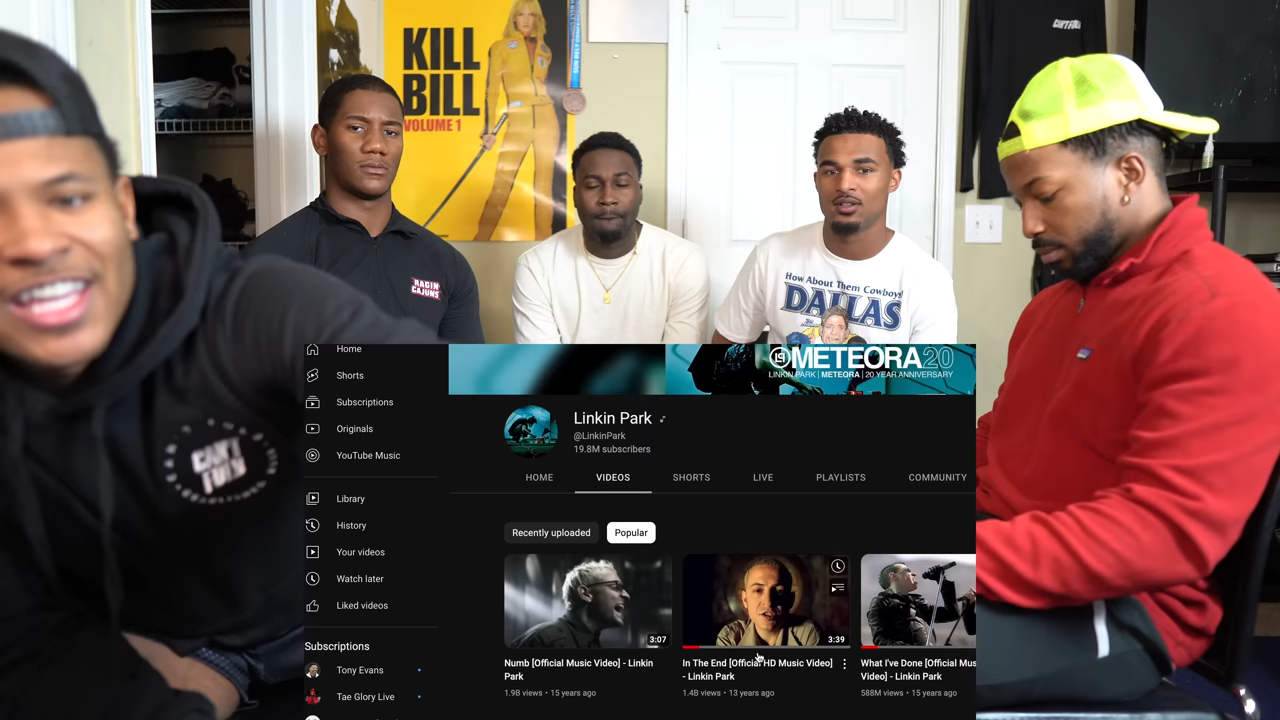 KILL
BILL
VOLUME 1
RAGIN'
CAJUNS
How About Them Cowboys!
DALLAS
CAN'T
TURN
METEORA20
LINKIN PARK | METEORA | 20 YEAR ANNIVERSARY
Home
Shorts
Subscriptions
Originals
YouTube Music
Library
History
Your videos
Watch later
Liked videos
Subscriptions
Tony Evans
Tae Glory Live
Linkin Park
@LinkinPark
19.8M subscribers
HOME VIDEOS SHORTS LIVE PLAYLISTS COMMUNITY
Recently uploaded Popular
3:07
3:39
Numb [Official Music Video] - Linkin
Park
1.9B views • 15 years ago
In The End [Official HD Music Video]
- Linkin Park
1.4B views • 13 years ago
What I've Done [Official Mus
Video] - Linkin Park
588M views • 15 years ago